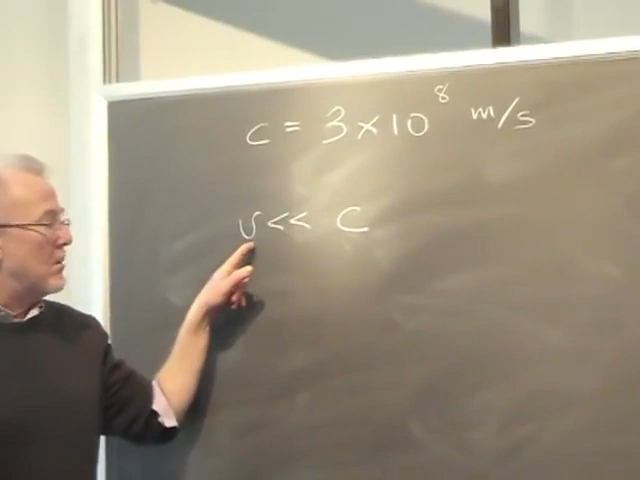 c = 3×10⁸ m/s
v << c